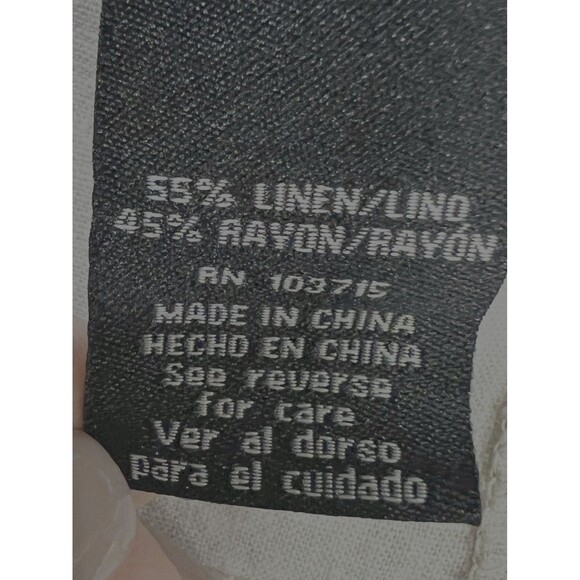 55% LINEN/LINO
45% RAYON/RAYÓN
RN 103715
MADE IN CHINA
HECHO EN CHINA
See reverse
for care
Ver al dorso
para el cuidado